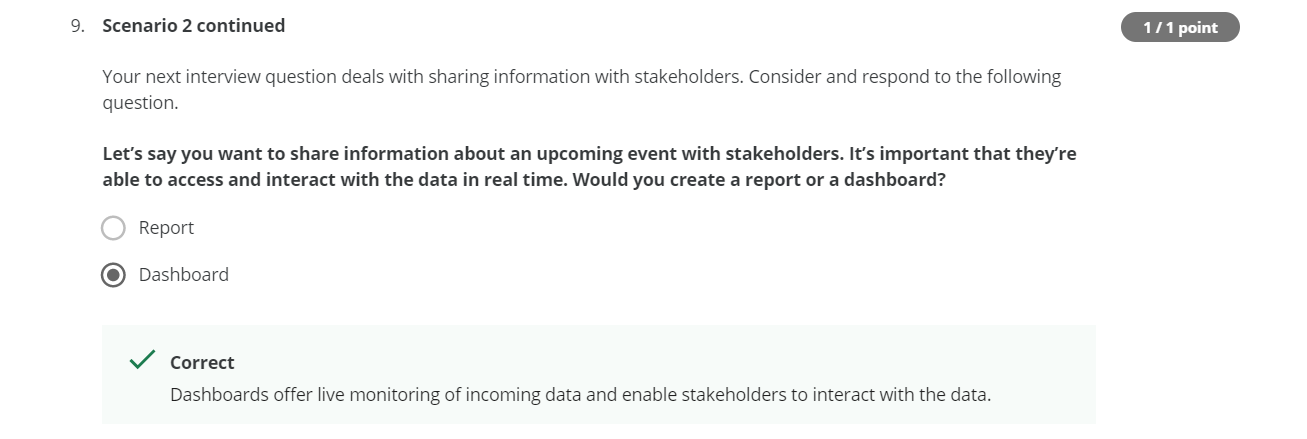 9. Scenario 2 continued
1 / 1 point
Your next interview question deals with sharing information with stakeholders. Consider and respond to the following
question.
Let’s say you want to share information about an upcoming event with stakeholders. It’s important that they’re
able to access and interact with the data in real time. Would you create a report or a dashboard?
Report
Dashboard
Correct
Dashboards offer live monitoring of incoming data and enable stakeholders to interact with the data.